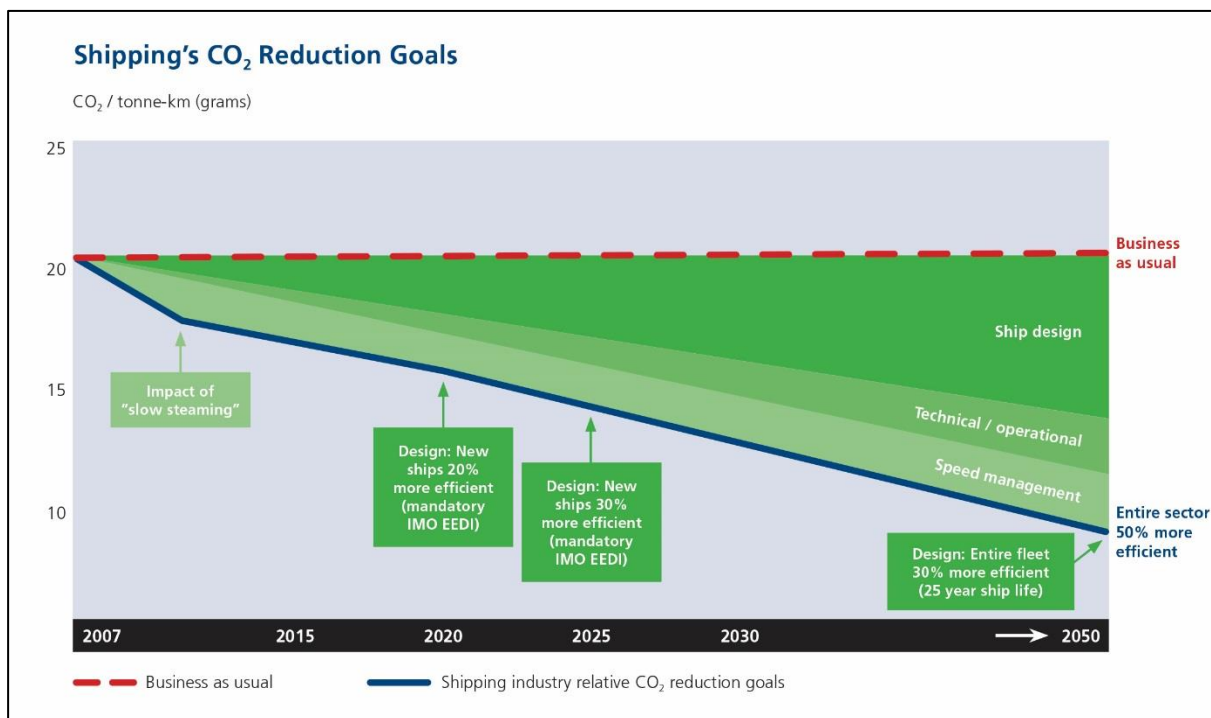 Shipping's CO₂ Reduction Goals
CO₂ / tonne-km (grams)
25
20
15
10
Business
as usual
Ship design
Technical / operational
Speed management
Entire sector
50% more
efficient
Impact of
"slow steaming"
Design: New
ships 20%
more efficient
(mandatory
IMO EEDI)
Design: New
ships 30%
more efficient
(mandatory
IMO EEDI)
Design: Entire fleet
30% more efficient
(25 year ship life)
2007 2015 2020 2025 2030 2050
Business as usual Shipping industry relative CO₂ reduction goals